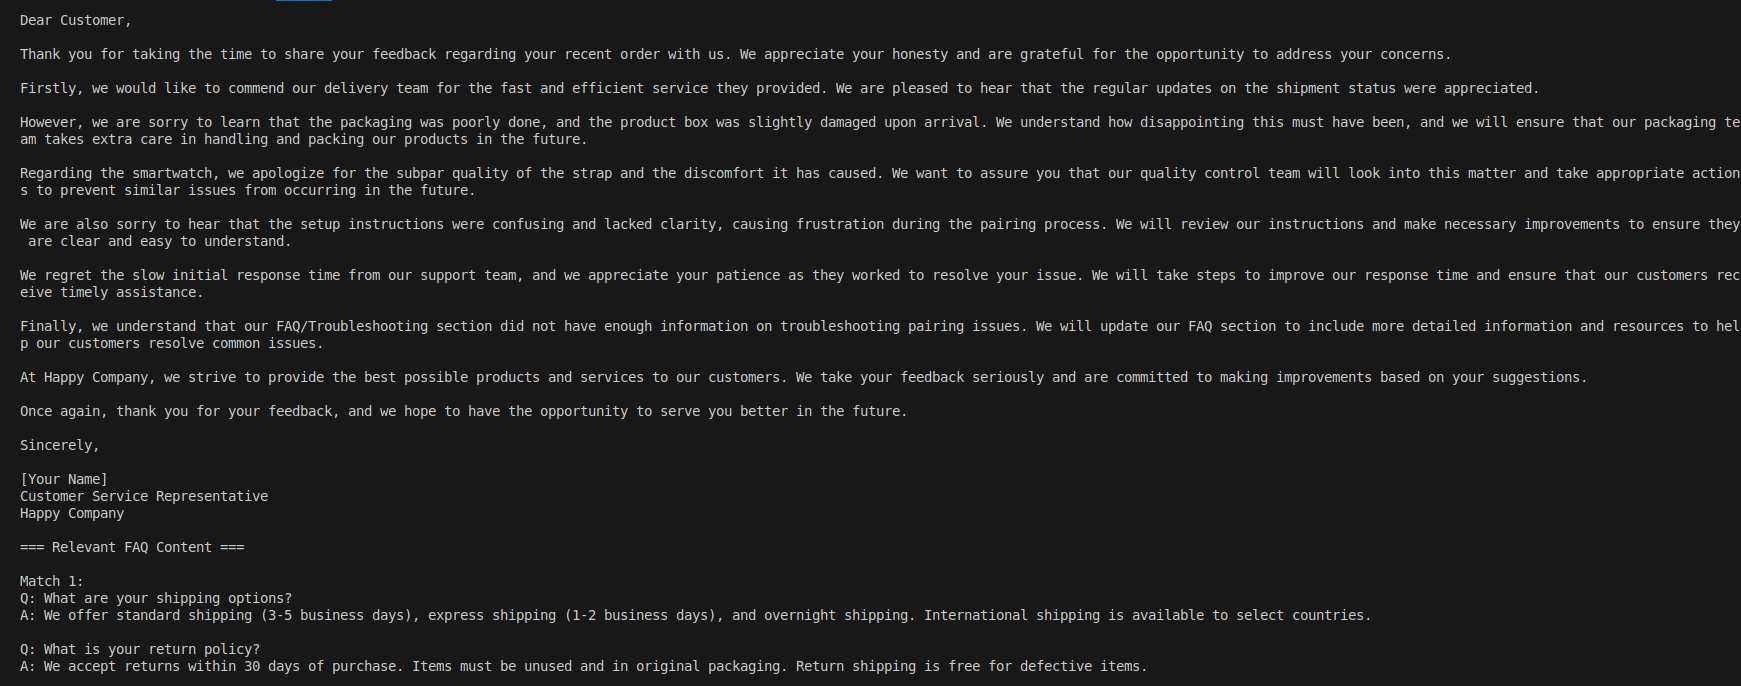 Dear Customer,
Thank you for taking the time to share your feedback regarding your recent order with us. We appreciate your honesty and are grateful for the opportunity to address your concerns.
Firstly, we would like to commend our delivery team for the fast and efficient service they provided. We are pleased to hear that the regular updates on the shipment status were appreciated.
However, we are sorry to learn that the packaging was poorly done, and the product box was slightly damaged upon arrival. We understand how disappointing this must have been, and we will ensure that our packaging te
am takes extra care in handling and packing our products in the future.
Regarding the smartwatch, we apologize for the subpar quality of the strap and the discomfort it has caused. We want to assure you that our quality control team will look into this matter and take appropriate action
s to prevent similar issues from occurring in the future.
We are also sorry to hear that the setup instructions were confusing and lacked clarity, causing frustration during the pairing process. We will review our instructions and make necessary improvements to ensure they
are clear and easy to understand.
We regret the slow initial response time from our support team, and we appreciate your patience as they worked to resolve your issue. We will take steps to improve our response time and ensure that our customers rec
eive timely assistance.
Finally, we understand that our FAQ/Troubleshooting section did not have enough information on troubleshooting pairing issues. We will update our FAQ section to include more detailed information and resources to hel
p our customers resolve common issues.
At Happy Company, we strive to provide the best possible products and services to our customers. We take your feedback seriously and are committed to making improvements based on your suggestions.
Once again, thank you for your feedback, and we hope to have the opportunity to serve you better in the future.
Sincerely,
[Your Name]
Customer Service Representative
Happy Company
=== Relevant FAQ Content ===
Match 1:
Q: What are your shipping options?
A: We offer standard shipping (3-5 business days), express shipping (1-2 business days), and overnight shipping. International shipping is available to select countries.
Q: What is your return policy?
A: We accept returns within 30 days of purchase. Items must be unused and in original packaging. Return shipping is free for defective items.